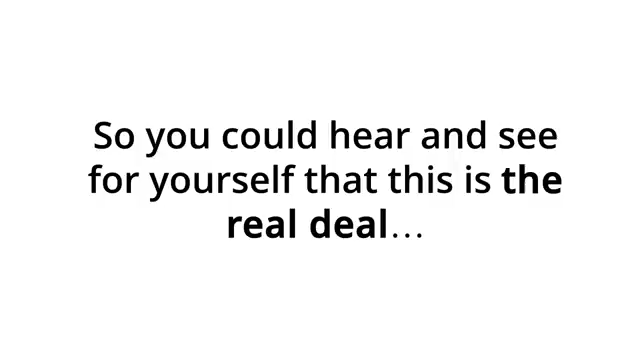 So you could hear and see
for yourself that this is the
real deal…